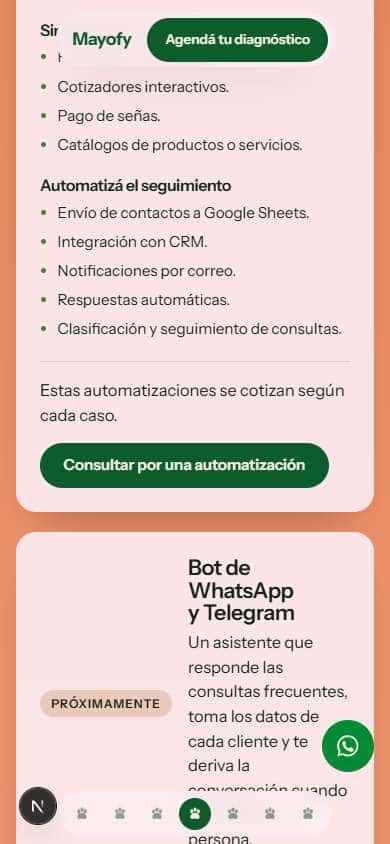 Mayofy
Agendá tu diagnóstico
Cotizadores interactivos.
Pago de señas.
Catálogos de productos o servicios.
Automatizá el seguimiento
Envío de contactos a Google Sheets.
Integración con CRM.
Notificaciones por correo.
Respuestas automáticas.
Clasificación y seguimiento de consultas.
Estas automatizaciones se cotizan según
cada caso.
Consultar por una automatización
PRÓXIMAMENTE
Bot de
WhatsApp
y Telegram
Un asistente que
responde las
consultas frecuentes,
toma los datos de
cada cliente y te
deriva la
conversación cuando
persona.
N